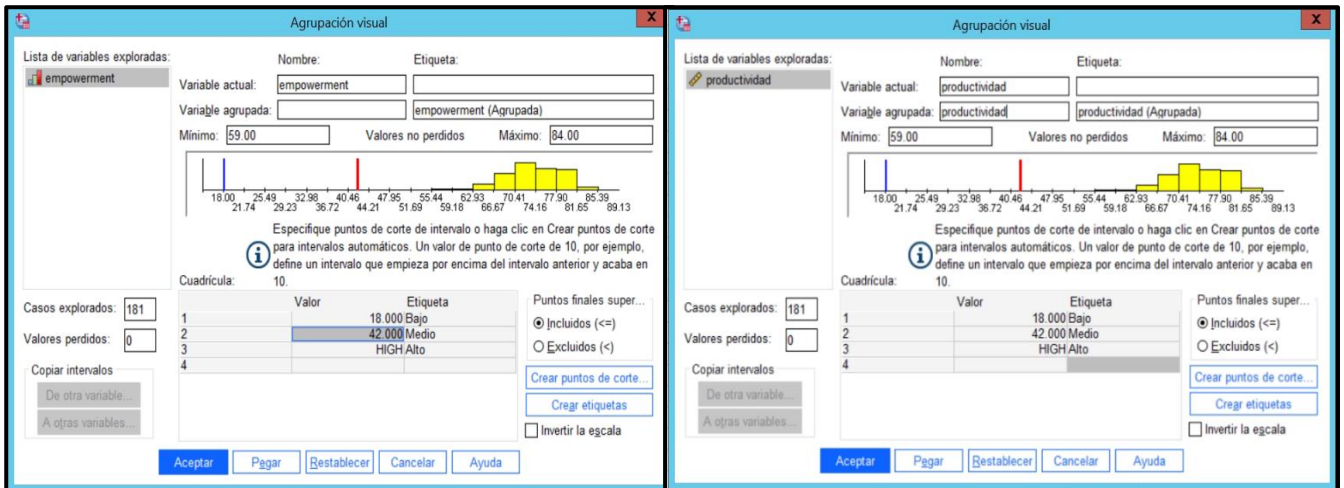 Agrupación visual
X
Lista de variables exploradas:
empowerment
Nombre: Etiqueta:
Variable actual: empowerment
Variable agrupada: empowerment (Agrupada)
Mínimo: 59.00 Valores no perdidos Máximo: 84.00
18.00 25.49 32.98 40.46 47.95 55.44 62.93 70.41 77.90 85.39
21.74 29.23 36.72 44.21 51.69 59.18 66.67 74.16 81.65 89.13
Especifique puntos de corte de intervalo o haga clic en Crear puntos de corte
para intervalos automáticos. Un valor de punto de corte de 10, por ejemplo,
define un intervalo que empieza por encima del intervalo anterior y acaba en
10.
Cuadrícula:
Casos explorados: 181
Valores perdidos: 0
Copiar intervalos
De otra variable...
A otras variables...
Valor Etiqueta
1 18.000 Bajo
2 42.000 Medio
3 HIGH Alto
4
Puntos finales super...
Incluidos (<=)
Excluidos (<)
Crear puntos de corte...
Crear etiquetas
Invertir la escala
Aceptar Pegar Restablecer Cancelar Ayuda
Agrupación visual
X
Lista de variables exploradas:
productividad
Nombre: Etiqueta:
Variable actual: productividad
Variable agrupada: productividad productividad (Agrupada)
Mínimo: 59.00 Valores no perdidos Máximo: 84.00
18.00 25.49 32.98 40.46 47.95 55.44 62.93 70.41 77.90 85.39
21.74 29.23 36.72 44.21 51.69 59.18 66.67 74.16 81.65 89.13
Especifique puntos de corte de intervalo o haga clic en Crear puntos de corte
para intervalos automáticos. Un valor de punto de corte de 10, por ejemplo,
define un intervalo que empieza por encima del intervalo anterior y acaba en
10.
Cuadrícula:
Casos explorados: 181
Valores perdidos: 0
Copiar intervalos
De otra variable...
A otras variables...
Valor Etiqueta
1 18.000 Bajo
2 42.000 Medio
3 HIGH Alto
4
Puntos finales super...
Incluidos (<=)
Excluidos (<)
Crear puntos de corte...
Crear etiquetas
Invertir la escala
Aceptar Pegar Restablecer Cancelar Ayuda